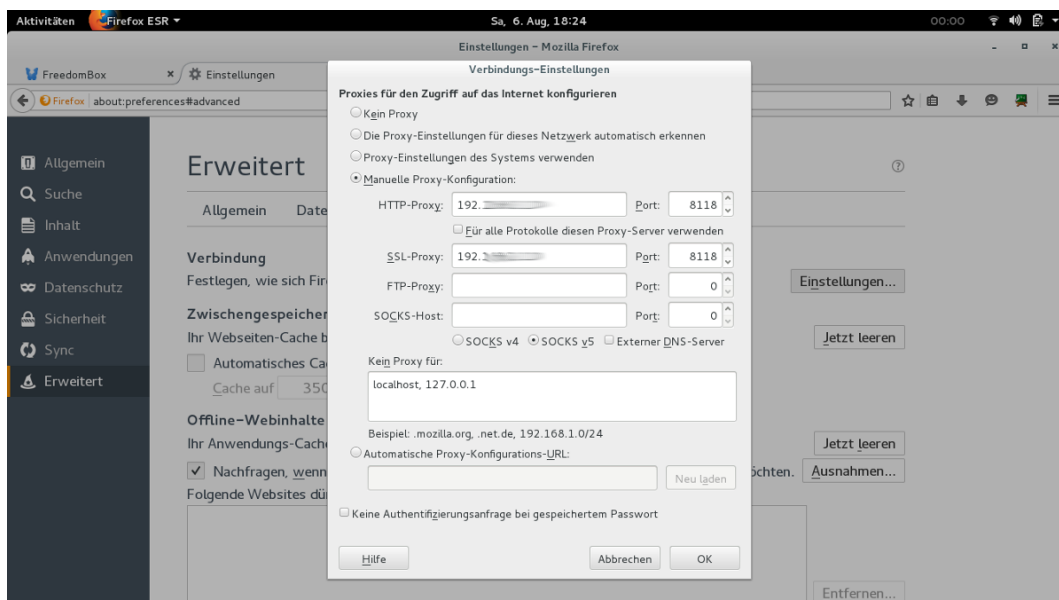 Aktivitäten Firefox ESR Sa, 6. Aug, 18:24 00:00
Einstellungen – Mozilla Firefox
FreedomBox Einstellungen
Firefox about:preferences#advanced
Allgemein
Suche
Inhalt
Anwendungen
Datenschutz
Sicherheit
Sync
Erweitert
Erweitert
Allgemein Date
Verbindung
Festlegen, wie sich Fir
Einstellungen...
Zwischengespeicher
Ihr Webseiten-Cache b
Jetzt leeren
Automatisches Ca
Cache auf 350
Offline-Webinhalte
Ihr Anwendungs-Cach
Jetzt leeren
Nachfragen, wenn
öchten. Ausnahmen...
Folgende Websites dü
Entfernen...
Verbindungs-Einstellungen
Proxies für den Zugriff auf das Internet konfigurieren
Kein Proxy
Die Proxy-Einstellungen für dieses Netzwerk automatisch erkennen
Proxy-Einstellungen des Systems verwenden
Manuelle Proxy-Konfiguration:
HTTP-Proxy: 192. Port: 8118
Für alle Protokolle diesen Proxy-Server verwenden
SSL-Proxy: 192. Port: 8118
FTP-Proxy: Port: 0
SOCKS-Host: Port: 0
SOCKS v4 SOCKS v5 Externer DNS-Server
Kein Proxy für:
localhost, 127.0.0.1
Beispiel: .mozilla.org, .net.de, 192.168.1.0/24
Automatische Proxy-Konfigurations-URL:
Neu laden
Keine Authentifizierungsanfrage bei gespeichertem Passwort
Hilfe Abbrechen OK